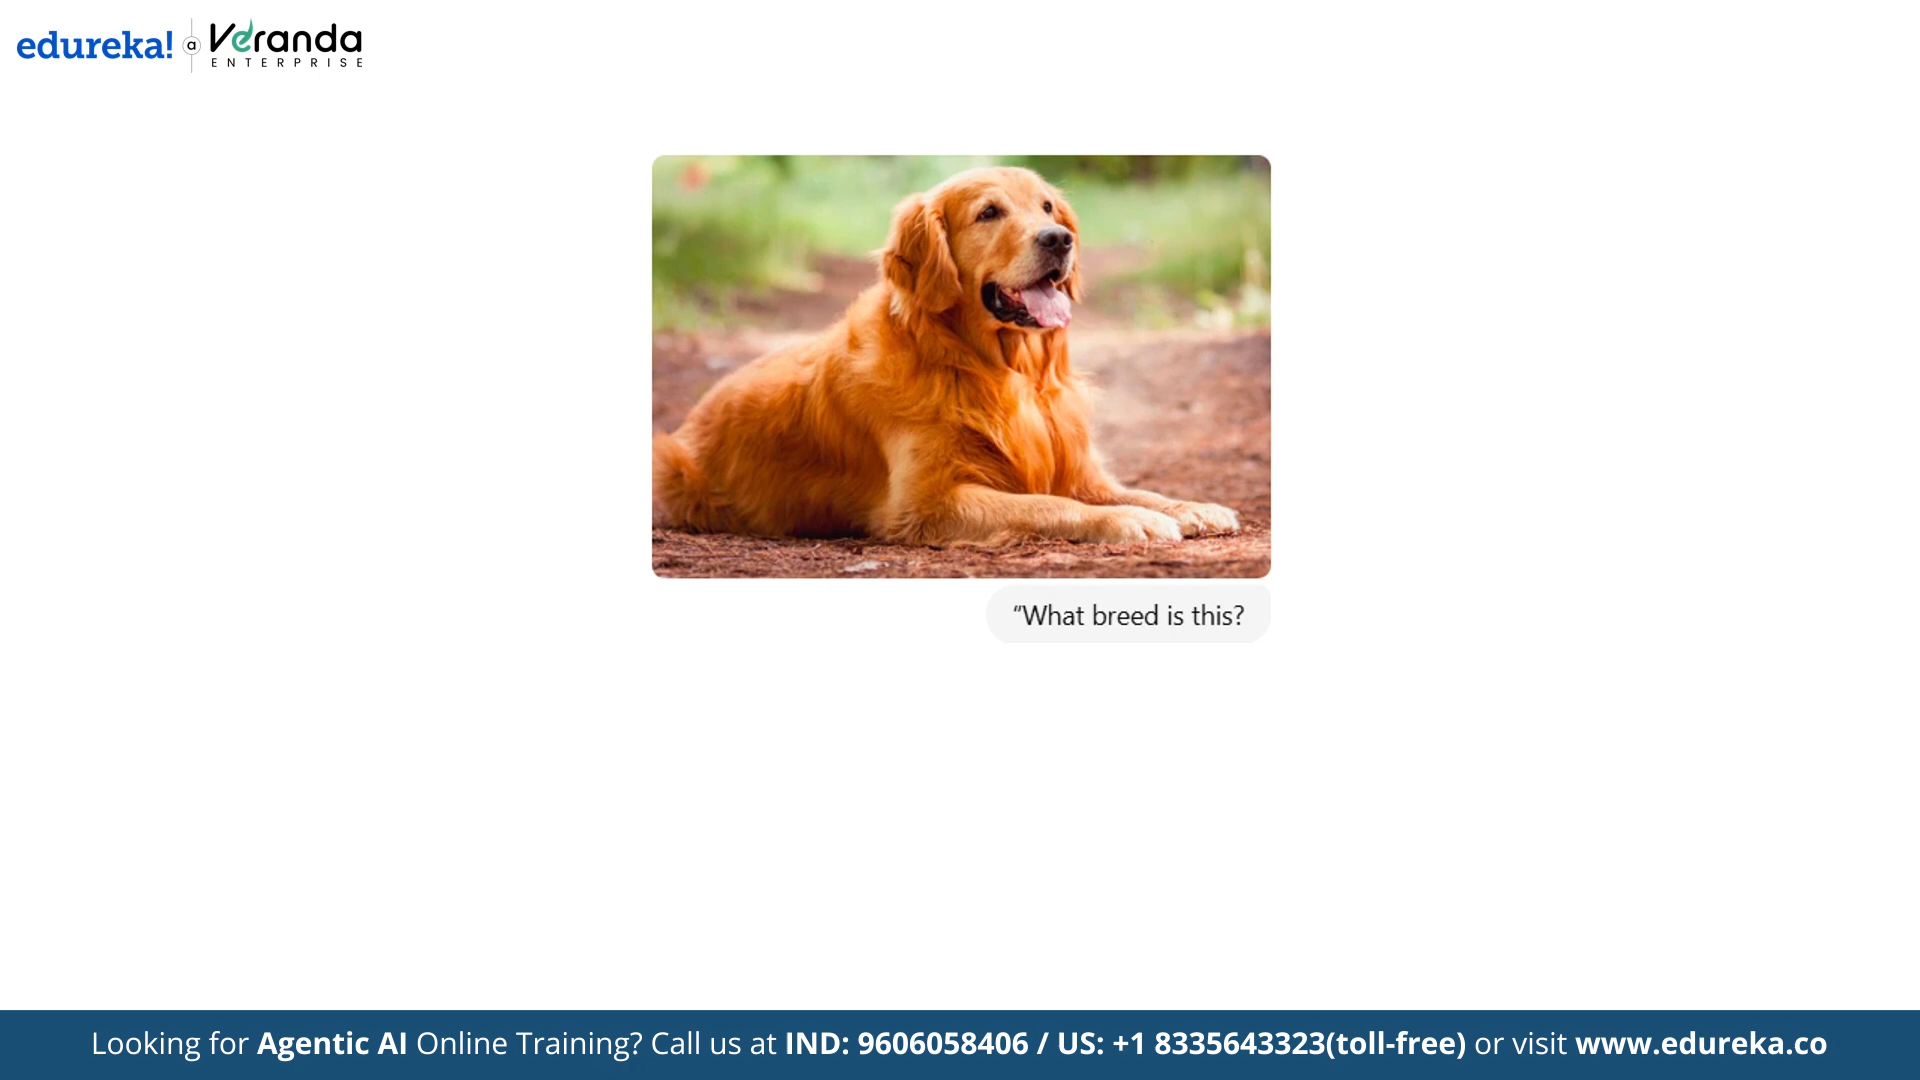 edureka! a Veranda
ENTERPRISE
“What breed is this?
Looking for Agentic AI Online Training? Call us at IND: 9606058406 / US: +1 8335643323(toll-free) or visit www.edureka.co